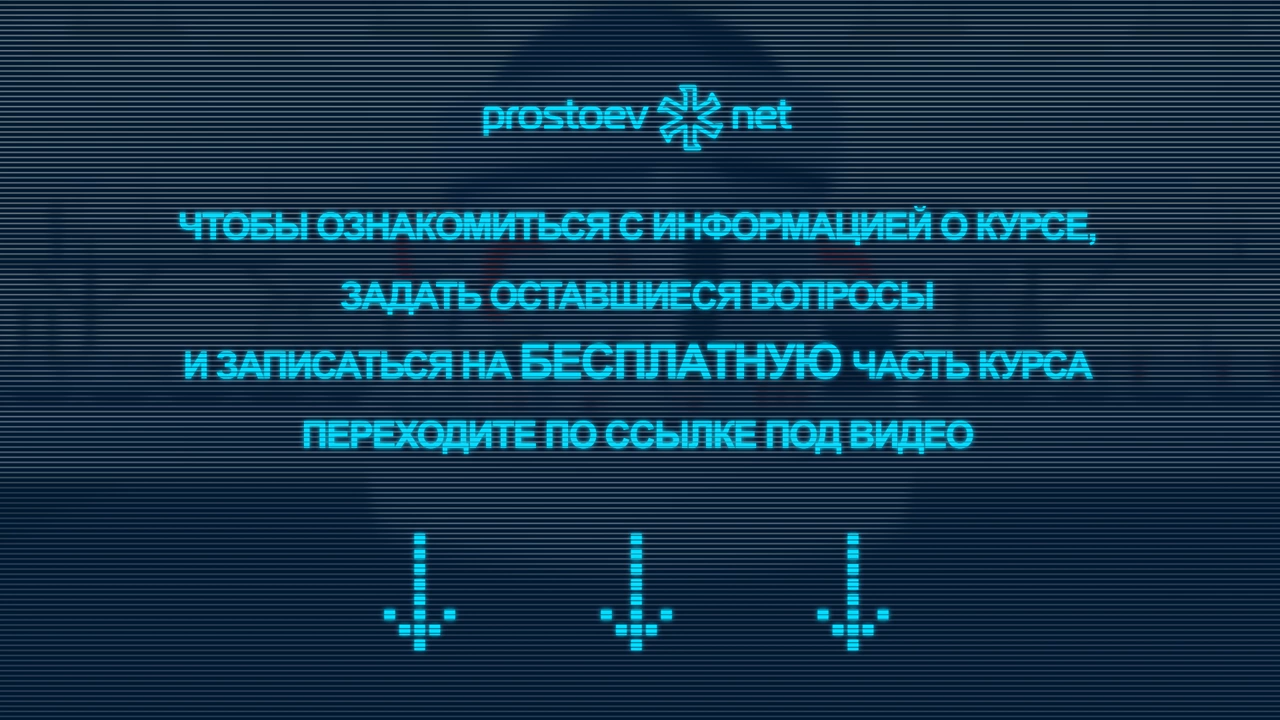 prostoev net
ЧТОБЫ ОЗНАКОМИТЬСЯ С ИНФОРМАЦИЕЙ О КУРСЕ,
ЗАДАТЬ ОСТАВШИЕСЯ ВОПРОСЫ
И ЗАПИСАТЬСЯ НА БЕСПЛАТНУЮ ЧАСТЬ КУРСА
ПЕРЕХОДИТЕ ПО ССЫЛКЕ ПОД ВИДЕО